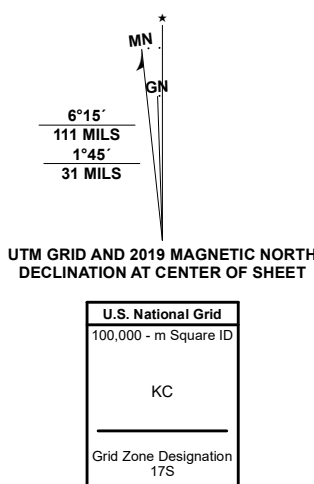 ★
MN
GN
6°15´
111 MILS
1°45´
31 MILS
UTM GRID AND 2019 MAGNETIC NORTH
DECLINATION AT CENTER OF SHEET
U.S. National Grid
100,000 - m Square ID
KC
Grid Zone Designation
17S